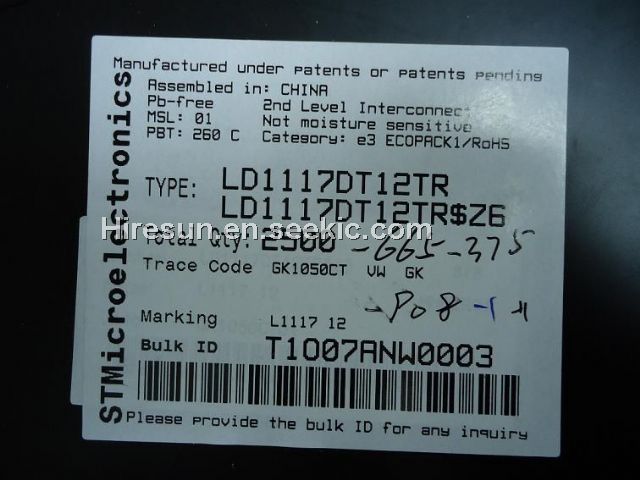 Manufactured under patents or patents pending
STMicroelectronics
Assembled in: CHINA
Pb-free 2nd Level Interconnect
MSL: 01 Not moisture sensitive
PBT: 260 C Category: e3 ECOPACK1/RoHS
TYPE: LD1117DT12TR
LD1117DT12TR$Z6
Hiresun.en.seekic.com
Total Qty: 2500 -665-375
Trace Code GK1050CT VW GK
-P08-1
Marking L1117 12
Bulk ID T1007ANW0003
Please provide the bulk ID for any inquiry